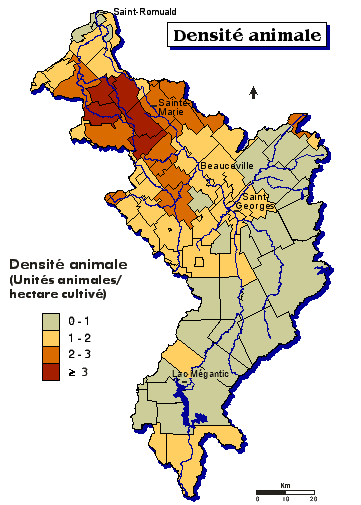 Saint-Romuald
Densité animale
Sainte-
Marie
Beauceville
Saint-
Georges
Densité animale
(Unités animales/
hectare cultivé)
0 - 1
1 - 2
2 - 3
≥ 3
Lac Mégantic
Km
0 10 20